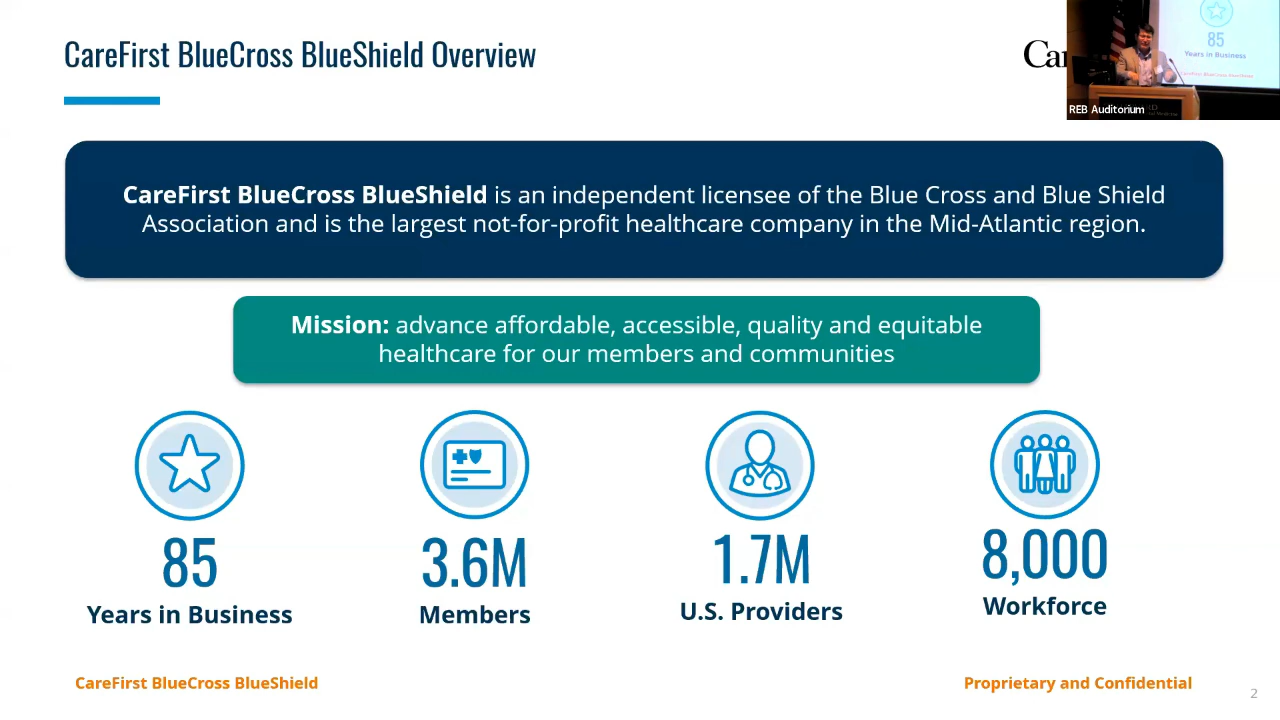 CareFirst BlueCross BlueShield Overview
85
Years in Business
REB Auditorium
CareFirst BlueCross BlueShield is an independent licensee of the Blue Cross and Blue Shield
Association and is the largest not-for-profit healthcare company in the Mid-Atlantic region.
Mission: advance affordable, accessible, quality and equitable
healthcare for our members and communities
85
Years in Business
3.6M
Members
1.7M
U.S. Providers
8,000
Workforce
CareFirst BlueCross BlueShield
Proprietary and Confidential
2